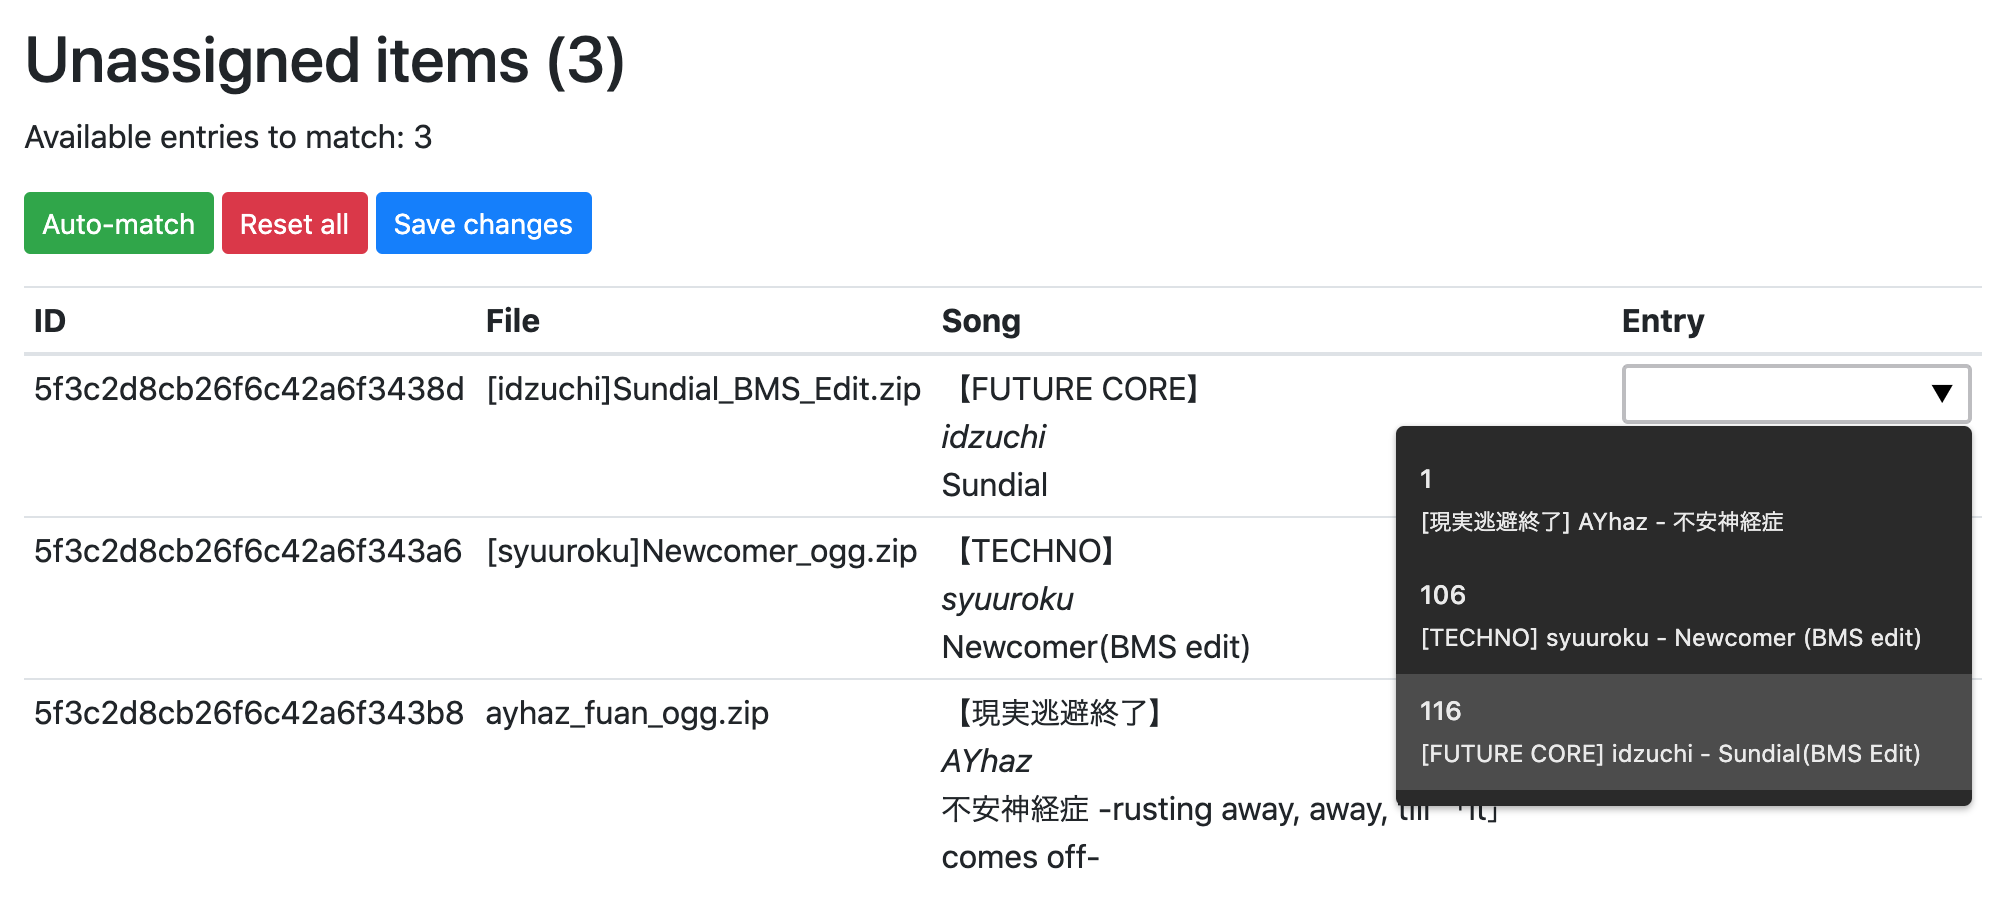 Unassigned items (3)
Available entries to match: 3
Auto-match Reset all Save changes
ID File Song Entry
5f3c2d8cb26f6c42a6f3438d [idzuchi]Sundial_BMS_Edit.zip 【FUTURE CORE】
idzuchi
Sundial
5f3c2d8cb26f6c42a6f343a6 [syuuroku]Newcomer_ogg.zip 【TECHNO】
syuuroku
Newcomer(BMS edit)
5f3c2d8cb26f6c42a6f343b8 ayhaz_fuan_ogg.zip 【現実逃避終了】
AYhaz
不安神経症 -rusting away, away, till 「it」
comes off-
1
[現実逃避終了] AYhaz - 不安神経症
106
[TECHNO] syuuroku - Newcomer (BMS edit)
116
[FUTURE CORE] idzuchi - Sundial(BMS Edit)